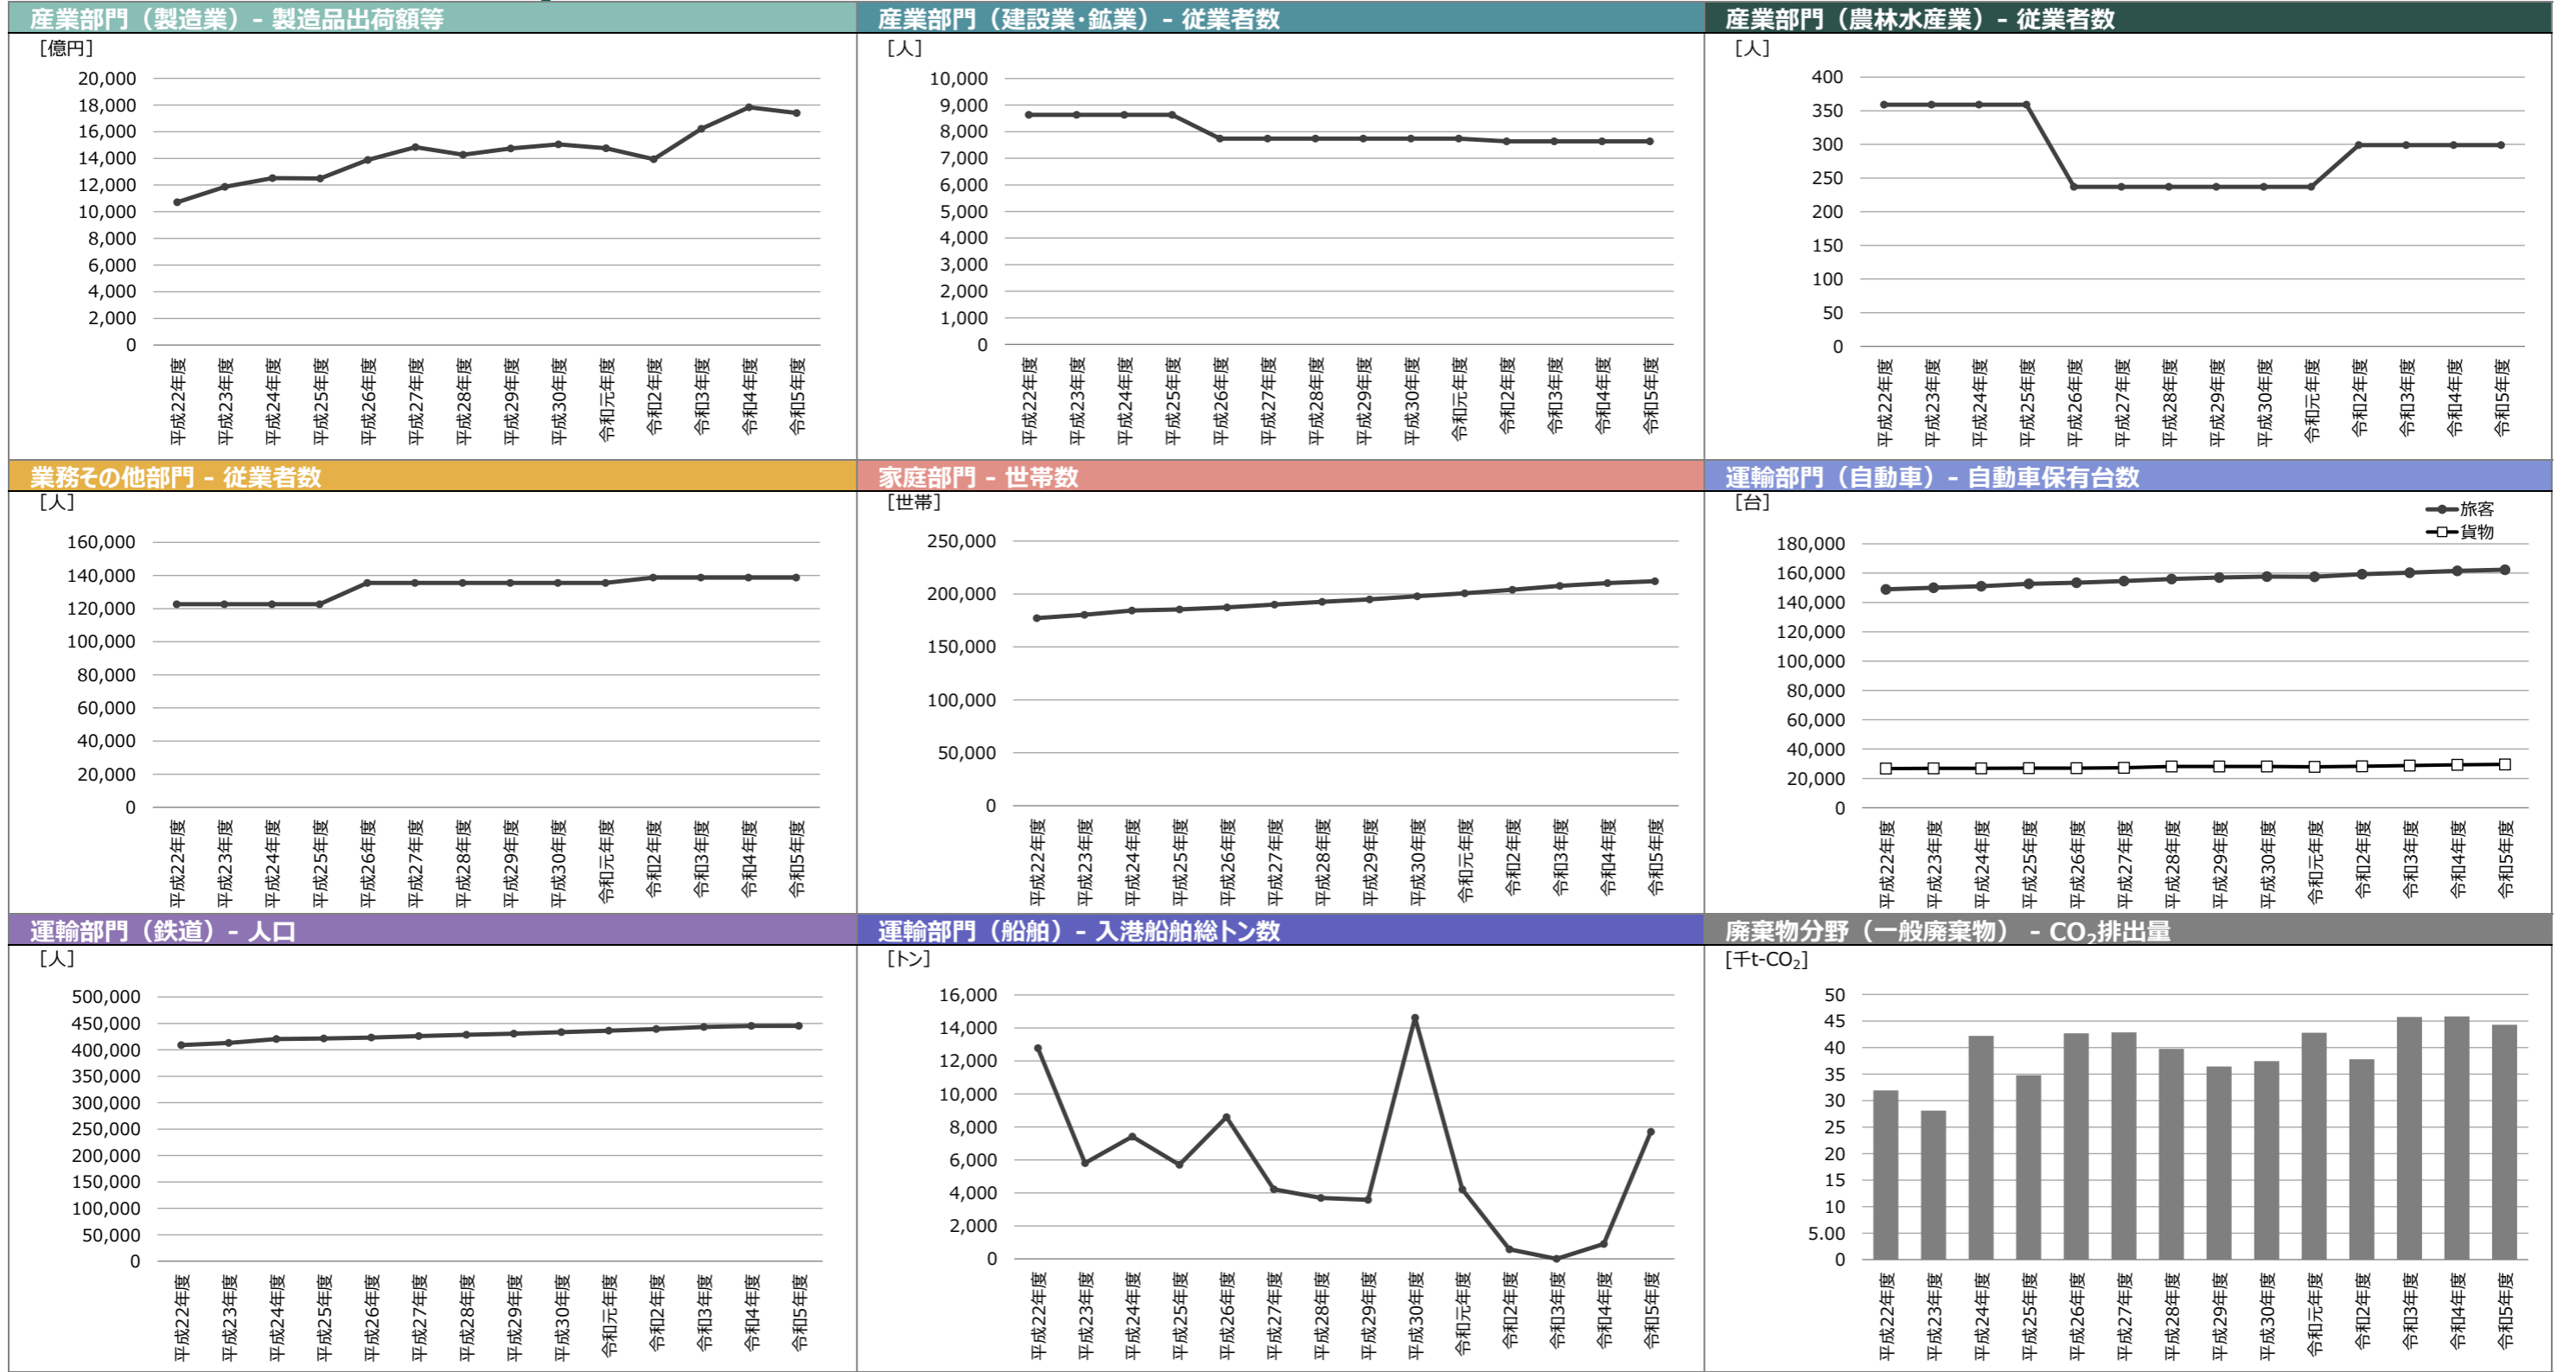 産業部門（製造業）- 製造品出荷額等
[億円]
20,000
18,000
16,000
14,000
12,000
10,000
8,000
6,000
4,000
2,000
0
平成22年度
平成23年度
平成24年度
平成25年度
平成26年度
平成27年度
平成28年度
平成29年度
平成30年度
令和元年度
令和2年度
令和3年度
令和4年度
令和5年度
産業部門（建設業・鉱業）- 従業者数
[人]
10,000
9,000
8,000
7,000
6,000
5,000
4,000
3,000
2,000
1,000
0
平成22年度
平成23年度
平成24年度
平成25年度
平成26年度
平成27年度
平成28年度
平成29年度
平成30年度
令和元年度
令和2年度
令和3年度
令和4年度
令和5年度
産業部門（農林水産業）- 従業者数
[人]
400
350
300
250
200
150
100
50
0
平成22年度
平成23年度
平成24年度
平成25年度
平成26年度
平成27年度
平成28年度
平成29年度
平成30年度
令和元年度
令和2年度
令和3年度
令和4年度
令和5年度
業務その他部門 - 従業者数
[人]
160,000
140,000
120,000
100,000
80,000
60,000
40,000
20,000
0
平成22年度
平成23年度
平成24年度
平成25年度
平成26年度
平成27年度
平成28年度
平成29年度
平成30年度
令和元年度
令和2年度
令和3年度
令和4年度
令和5年度
家庭部門 - 世帯数
[世帯]
250,000
200,000
150,000
100,000
50,000
0
平成22年度
平成23年度
平成24年度
平成25年度
平成26年度
平成27年度
平成28年度
平成29年度
平成30年度
令和元年度
令和2年度
令和3年度
令和4年度
令和5年度
運輸部門（自動車）- 自動車保有台数
[台]
旅客
貨物
180,000
160,000
140,000
120,000
100,000
80,000
60,000
40,000
20,000
0
平成22年度
平成23年度
平成24年度
平成25年度
平成26年度
平成27年度
平成28年度
平成29年度
平成30年度
令和元年度
令和2年度
令和3年度
令和4年度
令和5年度
運輸部門（鉄道）- 人口
[人]
500,000
450,000
400,000
350,000
300,000
250,000
200,000
150,000
100,000
50,000
0
平成22年度
平成23年度
平成24年度
平成25年度
平成26年度
平成27年度
平成28年度
平成29年度
平成30年度
令和元年度
令和2年度
令和3年度
令和4年度
令和5年度
運輸部門（船舶）- 入港船舶総トン数
[トン]
16,000
14,000
12,000
10,000
8,000
6,000
4,000
2,000
0
平成22年度
平成23年度
平成24年度
平成25年度
平成26年度
平成27年度
平成28年度
平成29年度
平成30年度
令和元年度
令和2年度
令和3年度
令和4年度
令和5年度
廃棄物分野（一般廃棄物） - CO₂排出量
[千t-CO₂]
50
45
40
35
30
25
20
15
10
5.00
0
平成22年度
平成23年度
平成24年度
平成25年度
平成26年度
平成27年度
平成28年度
平成29年度
平成30年度
令和元年度
令和2年度
令和3年度
令和4年度
令和5年度